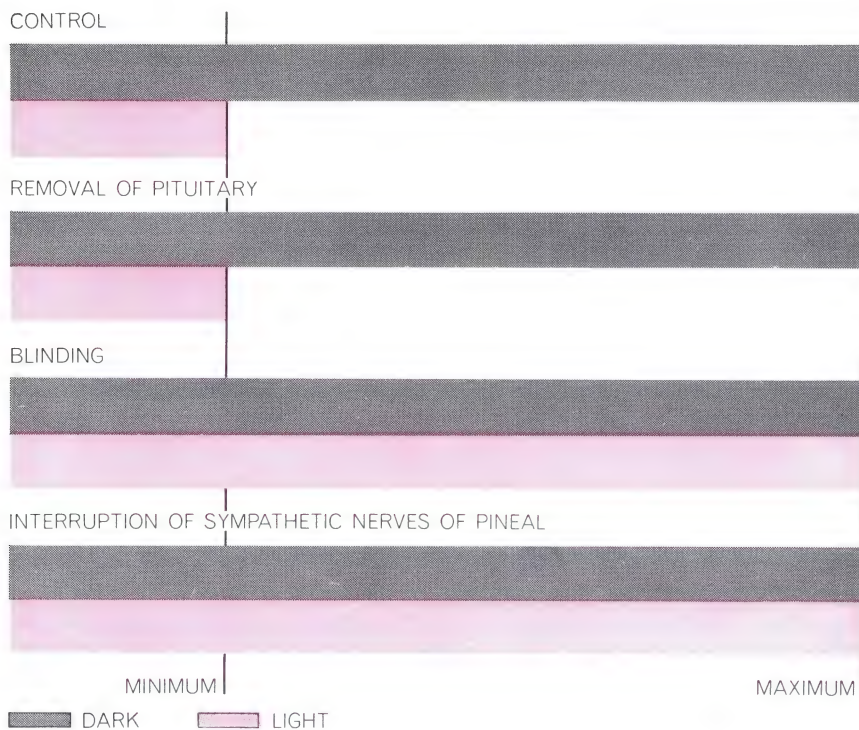 CONTROL
REMOVAL OF PITUITARY
BLINDING
INTERRUPTION OF SYMPATHETIC NERVES OF PINEAL
MINIMUM MAXIMUM
DARK LIGHT